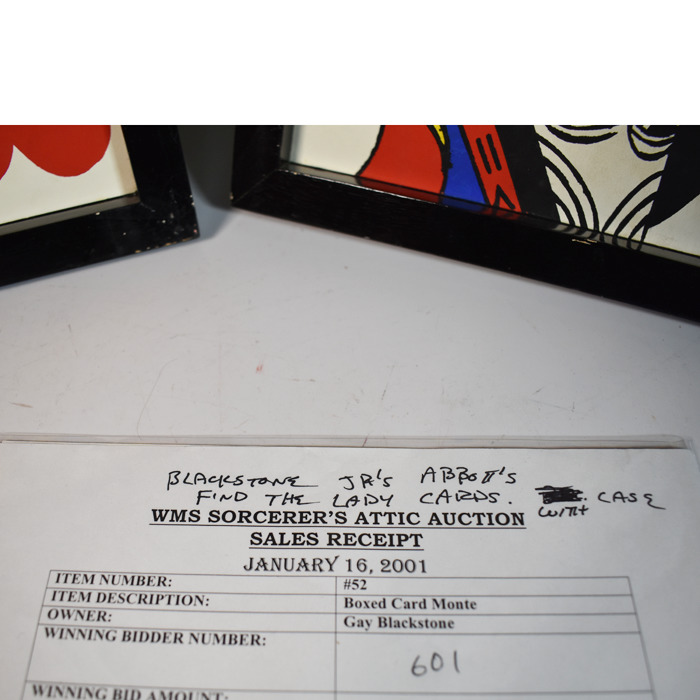 BLACKSTONE JR'S ABBOTT'S
FIND THE LADY CARDS. WITH CASE
WMS SORCERER'S ATTIC AUCTION
SALES RECEIPT
JANUARY 16, 2001
ITEM NUMBER: #52
ITEM DESCRIPTION: Boxed Card Monte
OWNER: Gay Blackstone
WINNING BIDDER NUMBER: 601
WINNING BID AMOUNT: